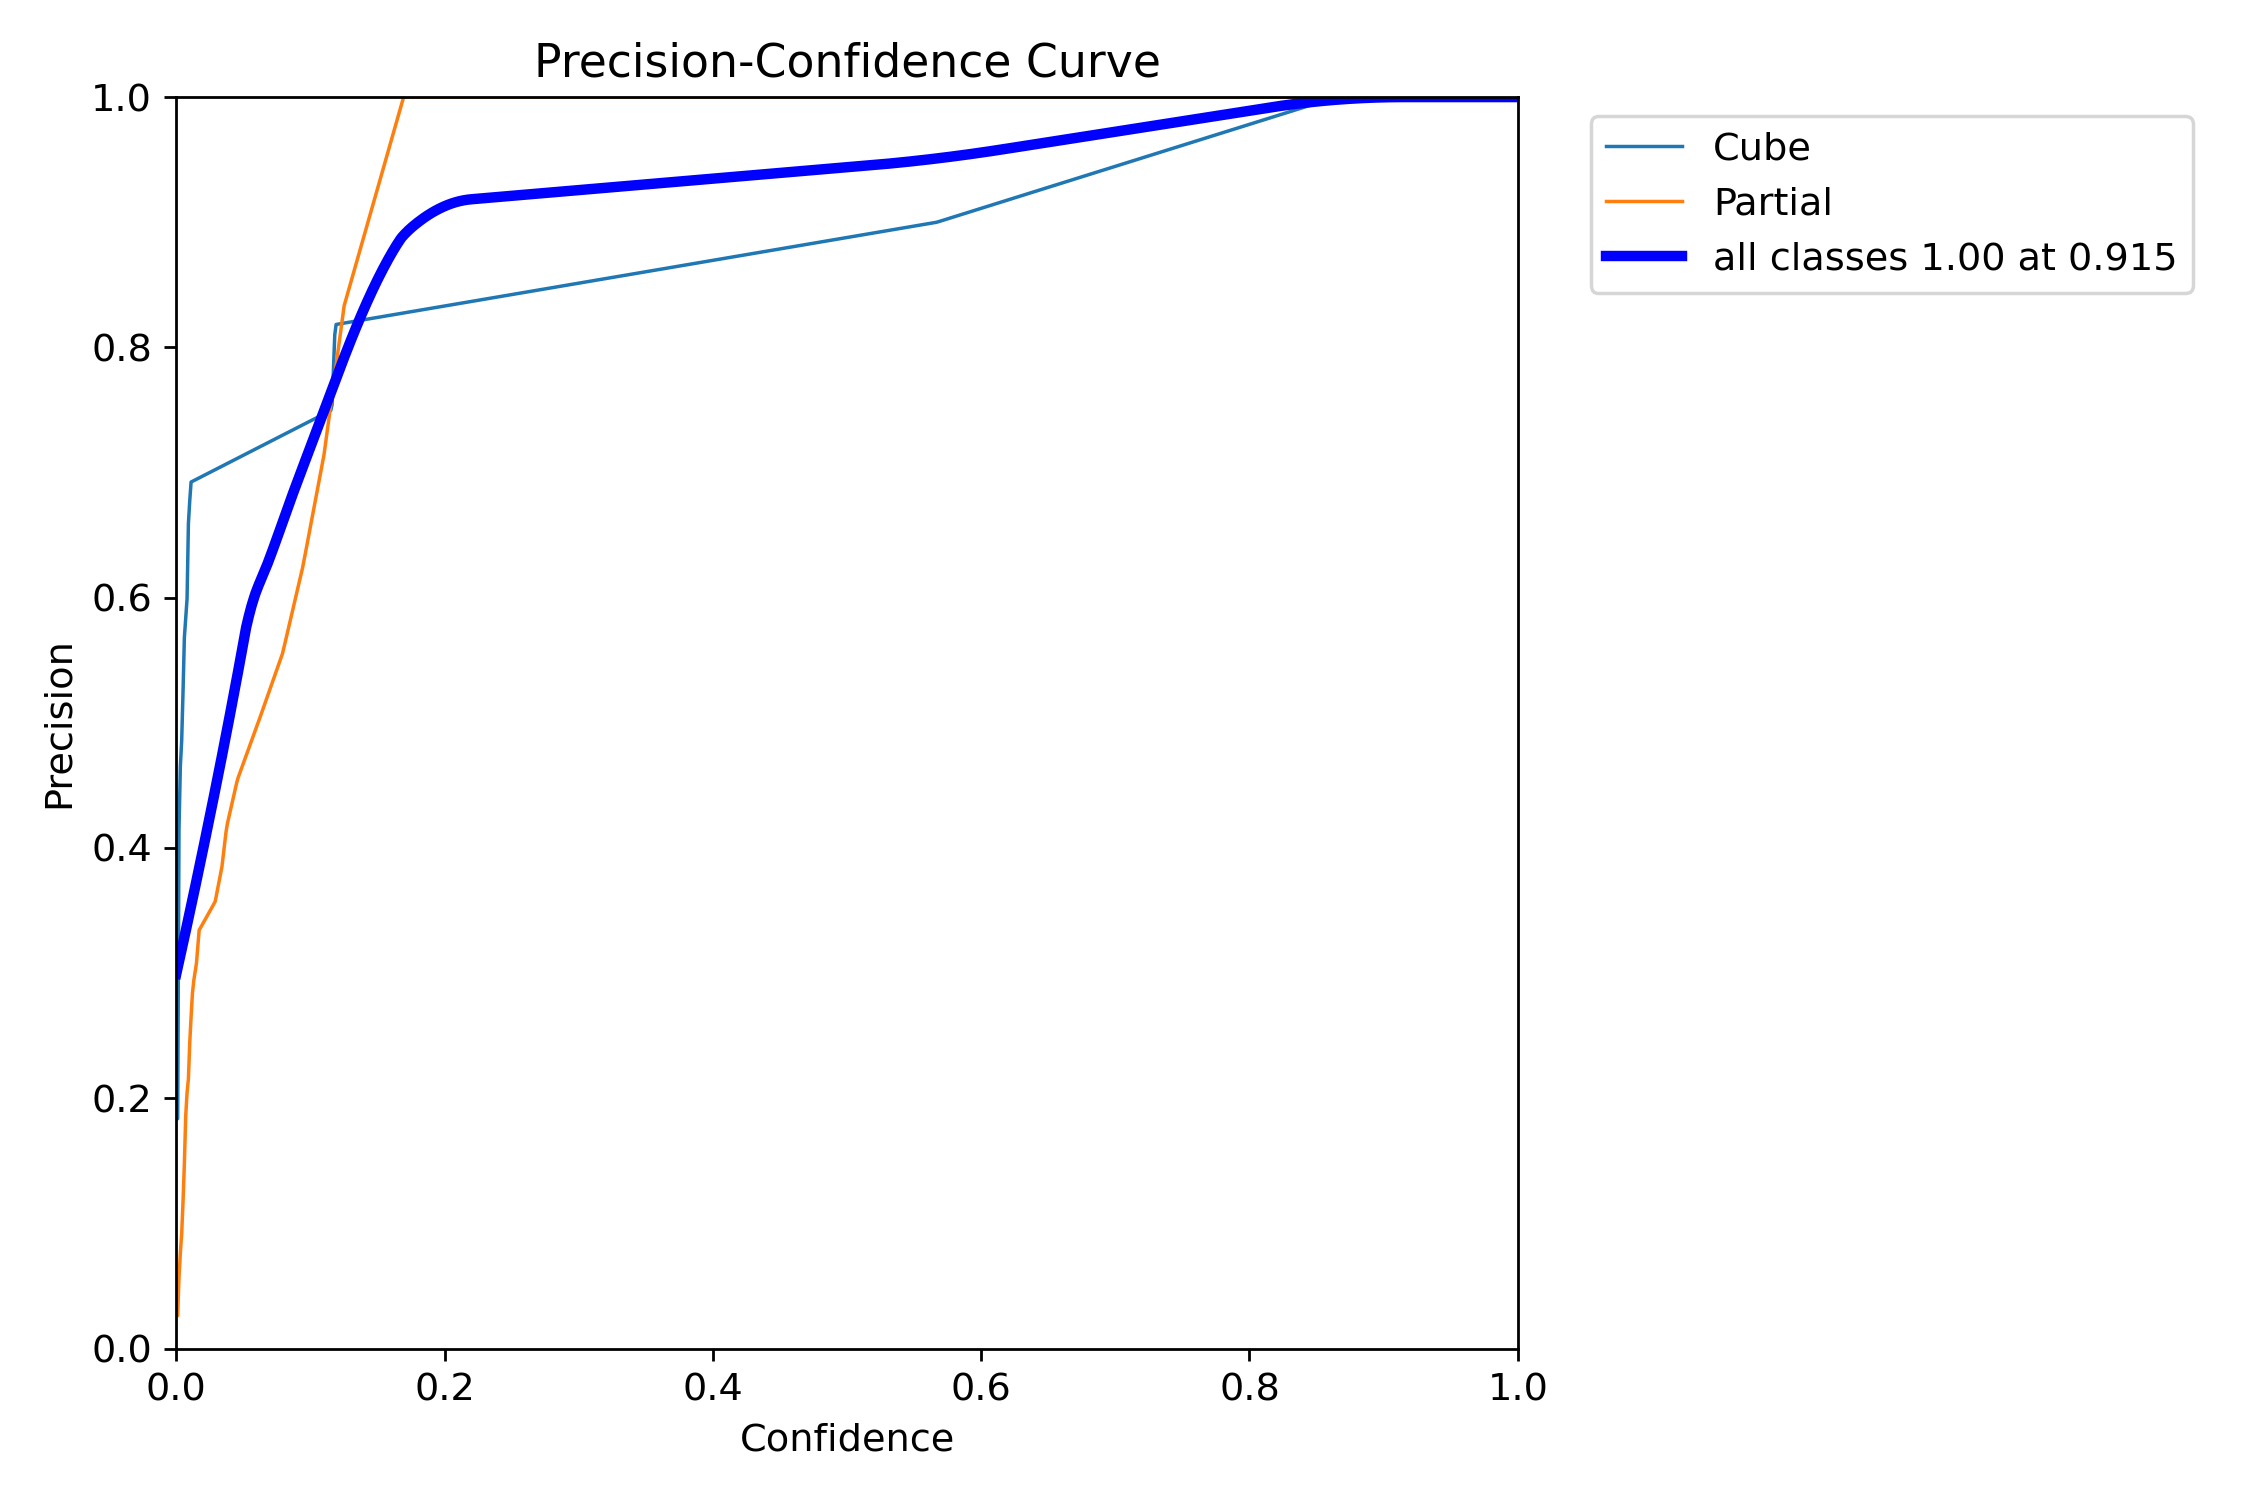 Precision-Confidence Curve
1.0
0.8
0.6
0.4
0.2
0.0
Precision
0.0 0.2 0.4 0.6 0.8 1.0
Confidence
Cube
Partial
all classes 1.00 at 0.915